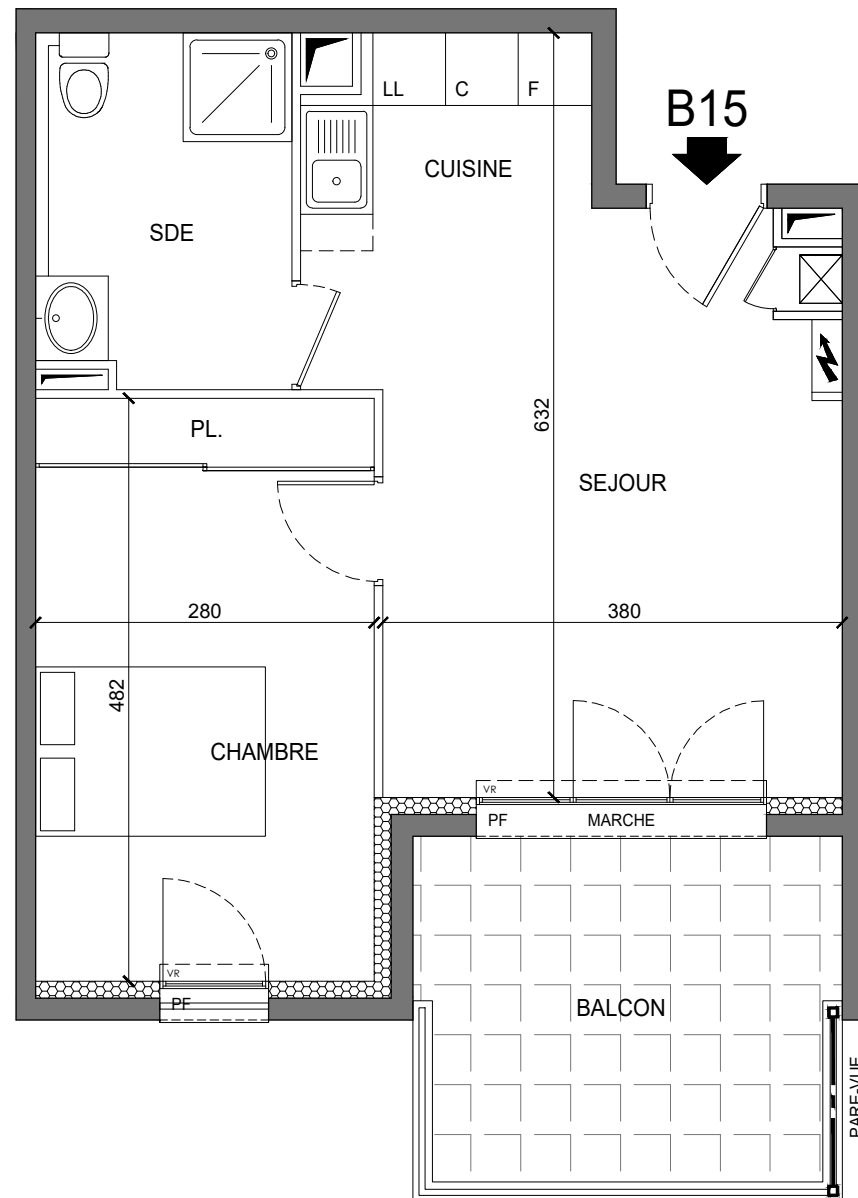 LL
C
F
B15
CUISINE
SDE
632
PL.
SEJOUR
280
380
482
CHAMBRE
VR
PF
MARCHE
VR
PF
BALCON
PARE-VUE